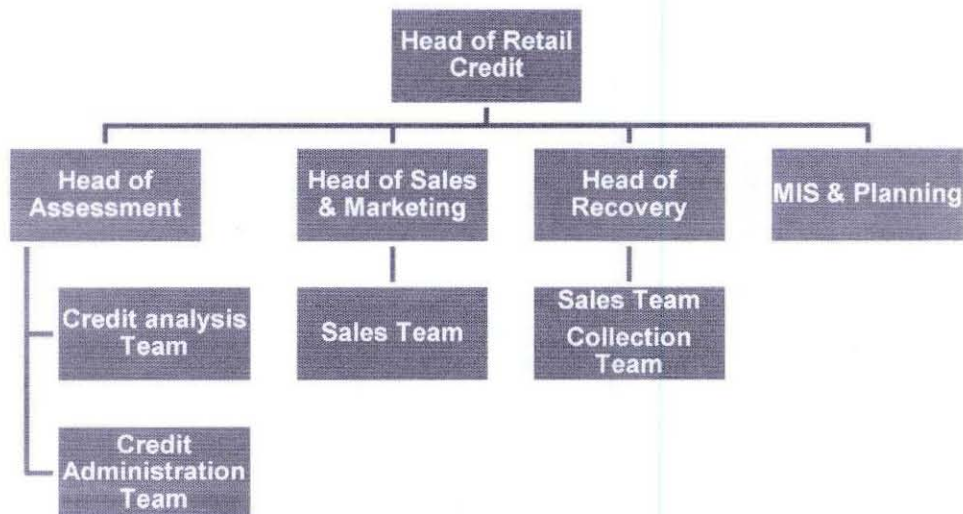 Head of Retail
Credit
Head of
Assessment
Head of Sales
& Marketing
Head of
Recovery
MIS & Planning
Credit analysis
Team
Sales Team
Sales Team
Collection
Team
Credit
Administration
Team